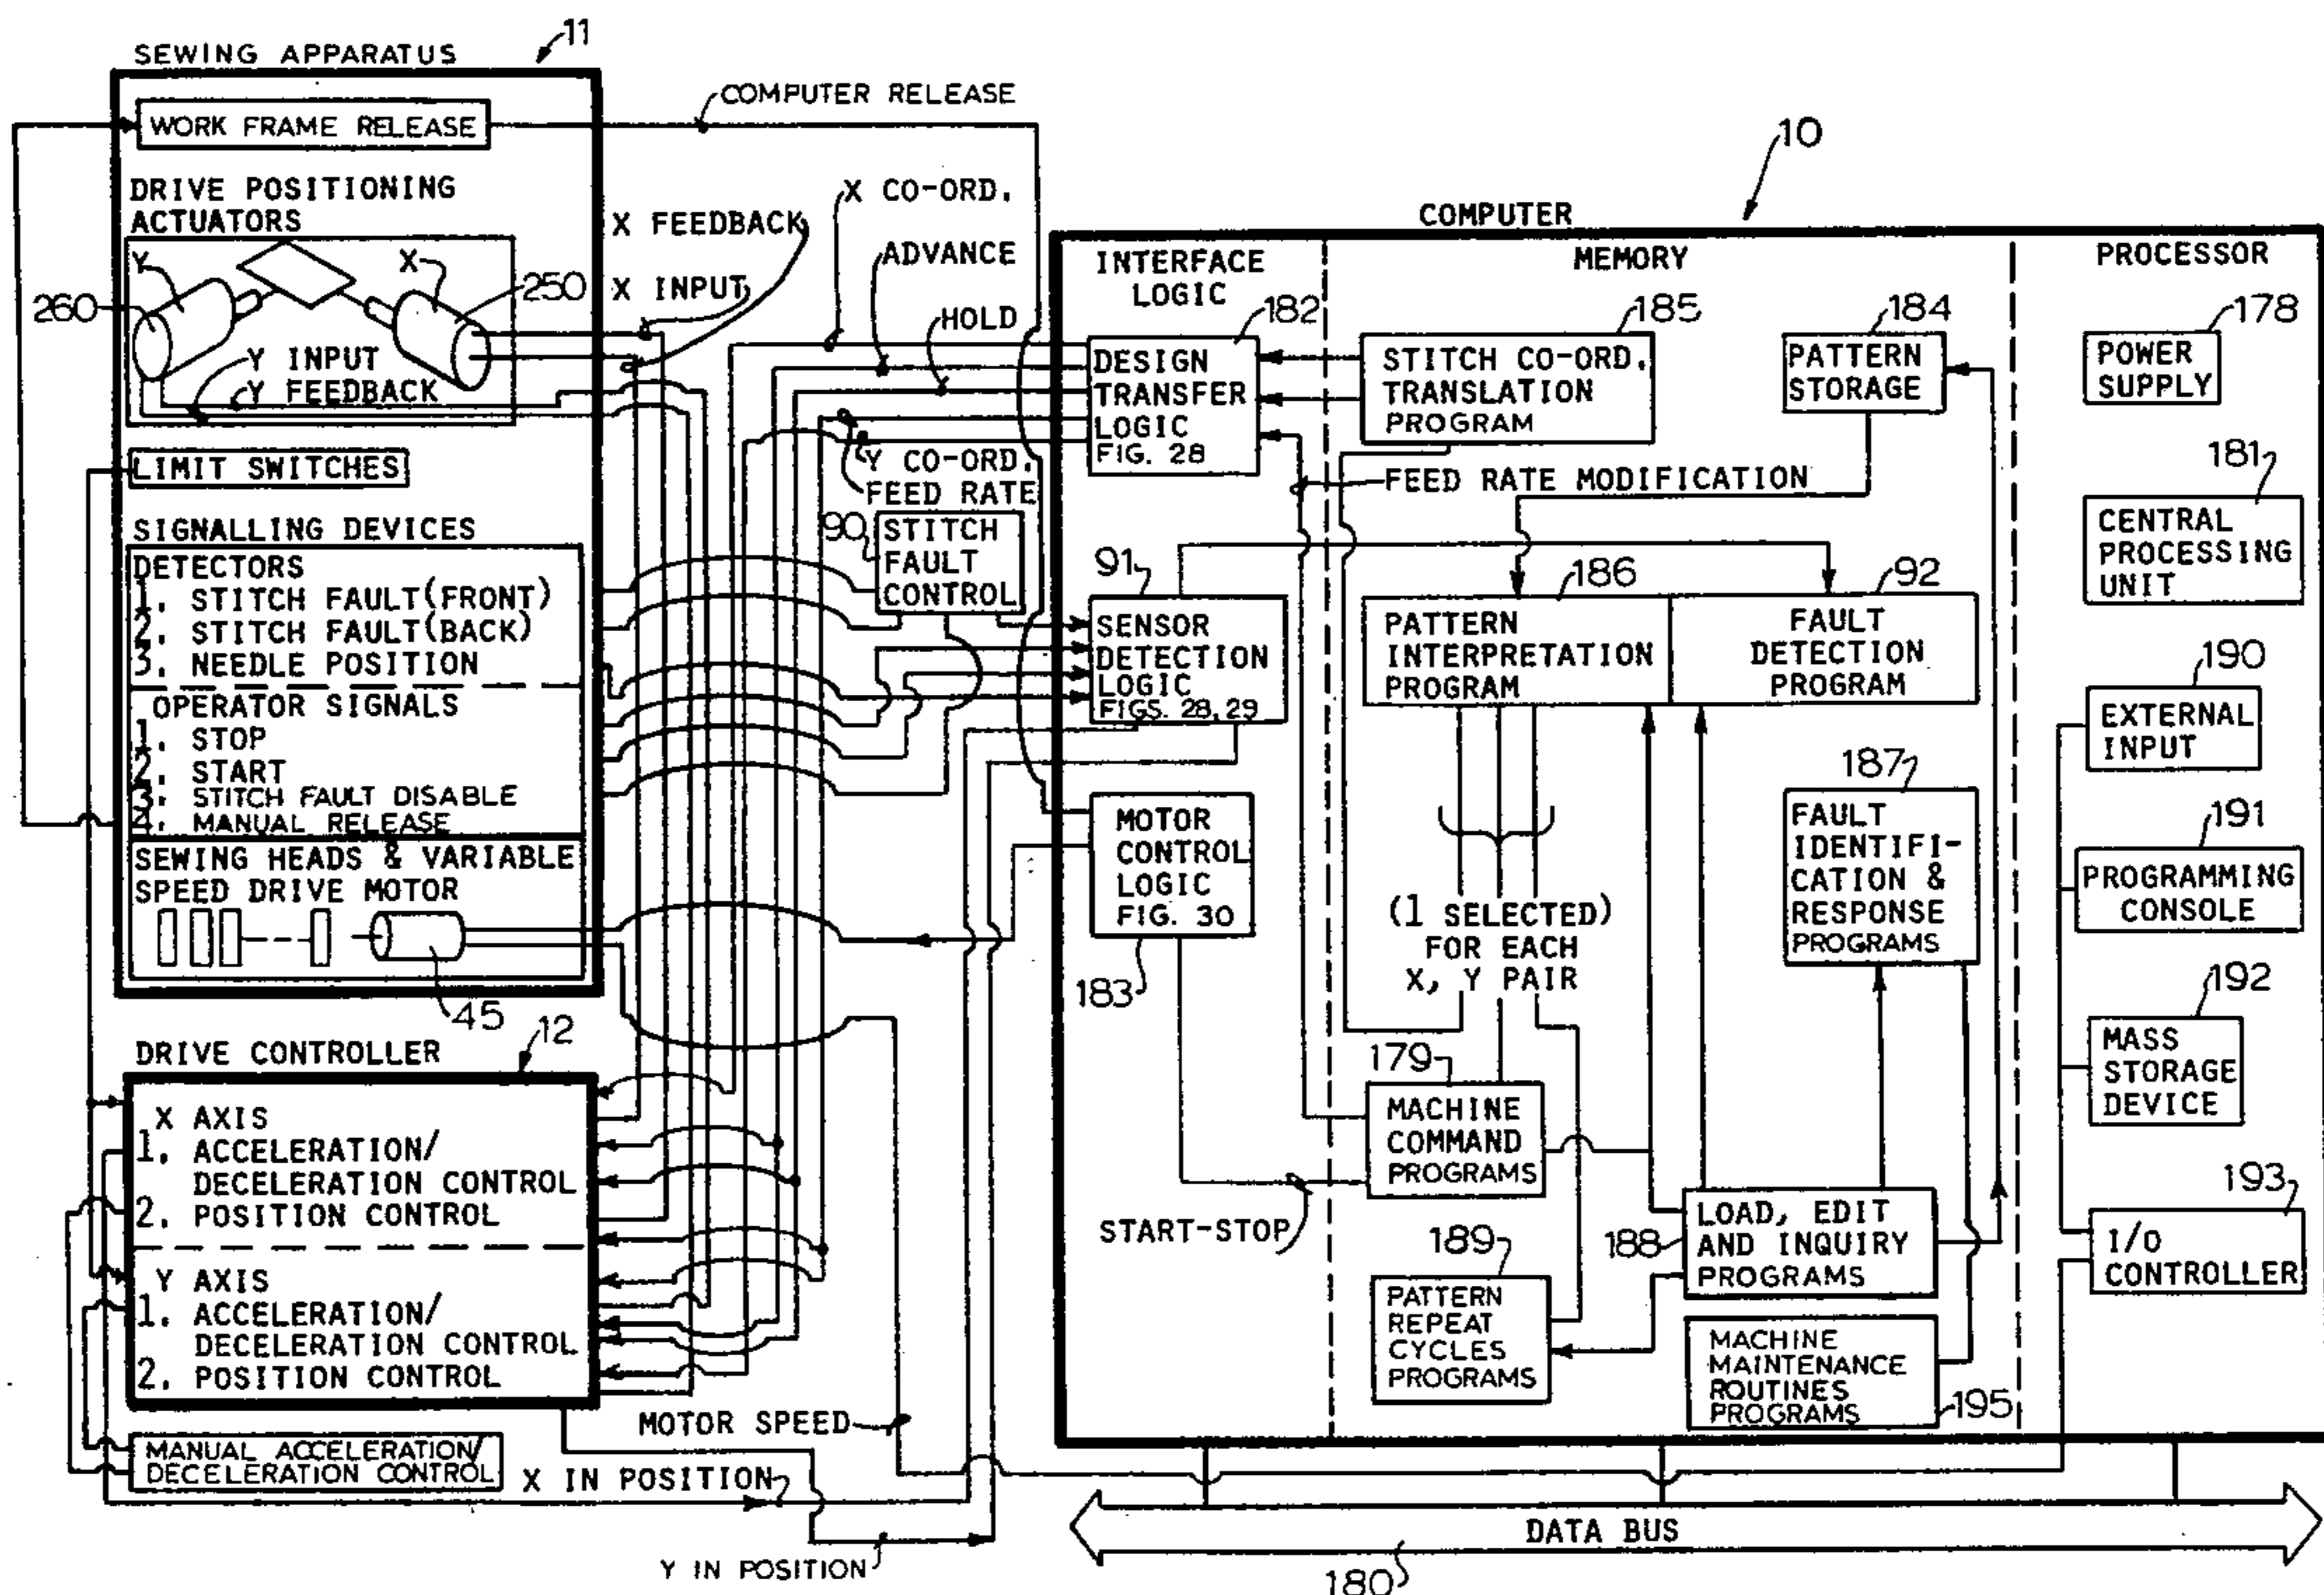 SEWING APPARATUS
11
WORK FRAME RELEASE
COMPUTER RELEASE
DRIVE POSITIONING
ACTUATORS
Y
X
260
250
Y INPUT
Y FEEDBACK
X FEEDBACK
X INPUT
X CO-ORD.
ADVANCE
HOLD
Y CO-ORD.
FEED RATE
LIMIT SWITCHES
SIGNALLING DEVICES
DETECTORS
1. STITCH FAULT(FRONT)
2. STITCH FAULT(BACK)
3. NEEDLE POSITION
OPERATOR SIGNALS
1. STOP
2. START
3. STITCH FAULT DISABLE
4. MANUAL RELEASE
SEWING HEADS & VARIABLE
SPEED DRIVE MOTOR
45
90
STITCH
FAULT
CONTROL
DRIVE CONTROLLER
12
X AXIS
1. ACCELERATION/
DECELERATION CONTROL
2. POSITION CONTROL
Y AXIS
1. ACCELERATION/
DECELERATION CONTROL
2. POSITION CONTROL
MANUAL ACCELERATION/
DECELERATION CONTROL
MOTOR SPEED
X IN POSITION
Y IN POSITION
10
COMPUTER
INTERFACE
LOGIC
182
DESIGN
TRANSFER
LOGIC
FIG. 28
91
SENSOR
DETECTION
LOGIC
FIGS. 28, 29
MOTOR
CONTROL
LOGIC
FIG. 30
183
START-STOP
MEMORY
185
STITCH CO-ORD.
TRANSLATION
PROGRAM
184
PATTERN
STORAGE
FEED RATE MODIFICATION
186
PATTERN
INTERPRETATION
PROGRAM
92
FAULT
DETECTION
PROGRAM
(1 SELECTED)
FOR EACH
X, Y PAIR
187
FAULT
IDENTIFI-
CATION &
RESPONSE
PROGRAMS
179
MACHINE
COMMAND
PROGRAMS
188
LOAD, EDIT
AND INQUIRY
PROGRAMS
189
PATTERN
REPEAT
CYCLES
PROGRAMS
MACHINE
MAINTENANCE
ROUTINES
PROGRAMS
195
PROCESSOR
178
POWER
SUPPLY
181
CENTRAL
PROCESSING
UNIT
190
EXTERNAL
INPUT
191
PROGRAMMING
CONSOLE
192
MASS
STORAGE
DEVICE
193
I/O
CONTROLLER
DATA BUS
180